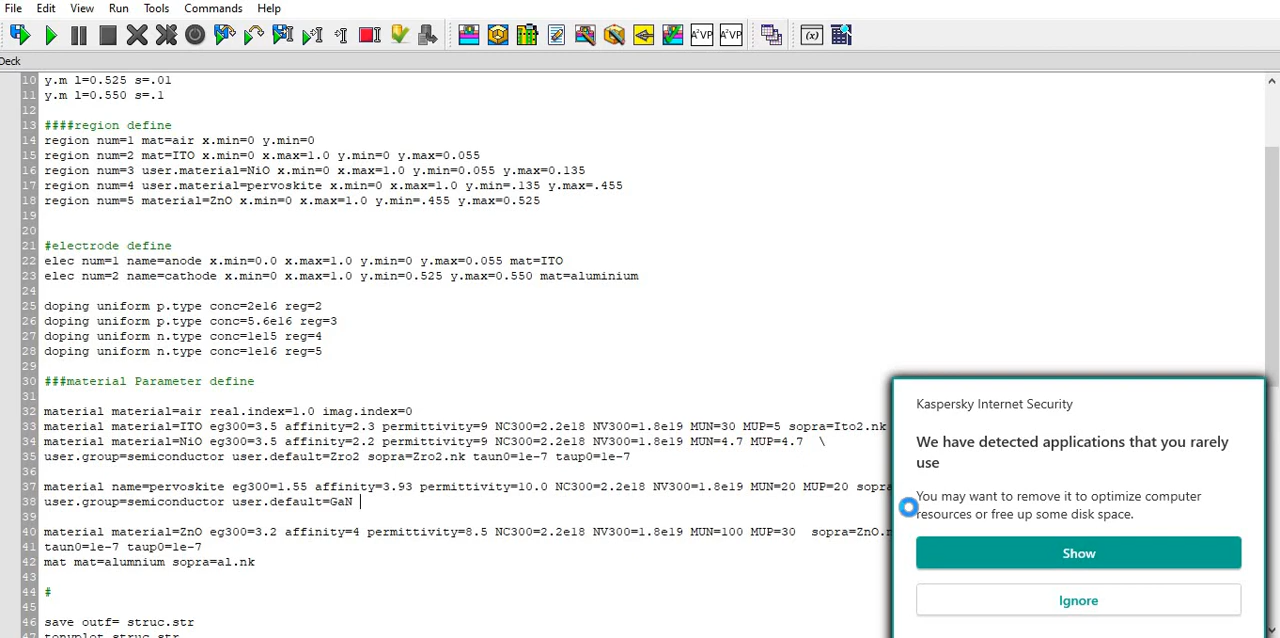 File Edit View Run Tools Commands Help
A²VP A²VP (x)
Deck
10 y.m l=0.525 s=.01
11 y.m l=0.550 s=.1
12
13 ####region define
14 region num=1 mat=air x.min=0 y.min=0
15 region num=2 mat=ITO x.min=0 x.max=1.0 y.min=0 y.max=0.055
16 region num=3 user.material=NiO x.min=0 x.max=1.0 y.min=0.055 y.max=0.135
17 region num=4 user.material=pervoskite x.min=0 x.max=1.0 y.min=.135 y.max=.455
18 region num=5 material=ZnO x.min=0 x.max=1.0 y.min=.455 y.max=0.525
19
20
21 #electrode define
22 elec num=1 name=anode x.min=0.0 x.max=1.0 y.min=0 y.max=0.055 mat=ITO
23 elec num=2 name=cathode x.min=0 x.max=1.0 y.min=0.525 y.max=0.550 mat=aluminium
24
25 doping uniform p.type conc=2e16 reg=2
26 doping uniform p.type conc=5.6e16 reg=3
27 doping uniform n.type conc=1e15 reg=4
28 doping uniform n.type conc=1e16 reg=5
29
30 ###material Parameter define
31
32 material material=air real.index=1.0 imag.index=0
33 material material=ITO eg300=3.5 affinity=2.3 permittivity=9 NC300=2.2e18 NV300=1.8e19 MUN=30 MUP=5 sopra=Ito2.nk
34 material material=NiO eg300=3.5 affinity=2.2 permittivity=9 NC300=2.2e18 NV300=1.8e19 MUN=4.7 MUP=4.7 \
35 user.group=semiconductor user.default=Zro2 sopra=Zro2.nk taun0=1e-7 taup0=1e-7
36
37 material name=pervoskite eg300=1.55 affinity=3.93 permittivity=10.0 NC300=2.2e18 NV300=1.8e19 MUN=20 MUP=20 sopra
38 user.group=semiconductor user.default=GaN
39
40 material material=ZnO eg300=3.2 affinity=4 permittivity=8.5 NC300=2.2e18 NV300=1.8e19 MUN=100 MUP=30 sopra=ZnO.n
41 taun0=1e-7 taup0=1e-7
42 mat mat=alumnium sopra=al.nk
43
44 #
45
46 save outf= struc.str
47 tonyplot struc.str
Kaspersky Internet Security
We have detected applications that you rarely
use
You may want to remove it to optimize computer
resources or free up some disk space.
Show
Ignore